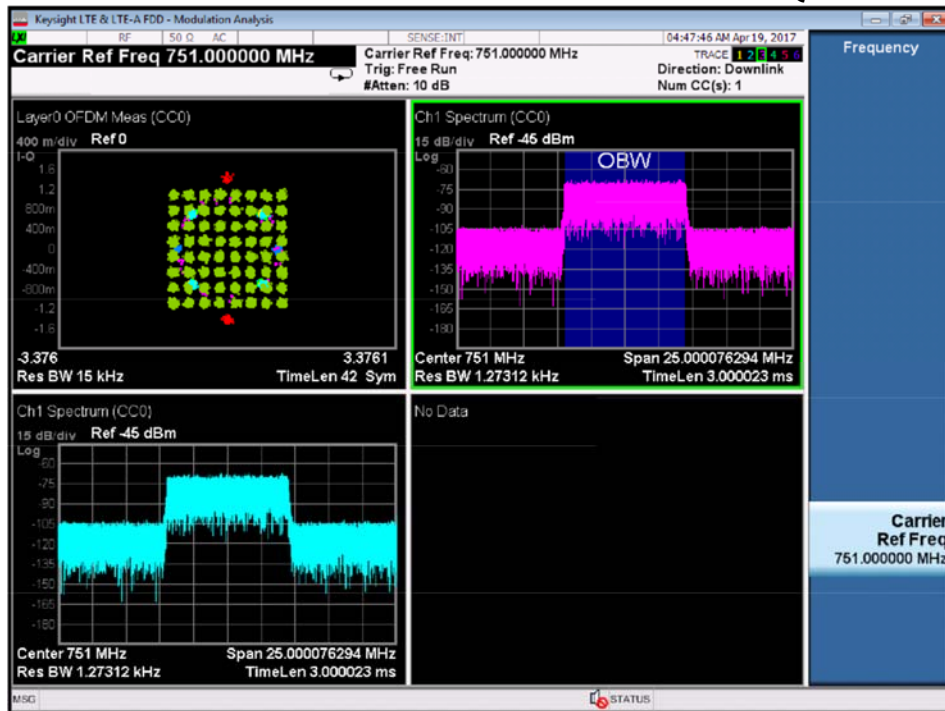 Keysight LTE & LTE-A FDD - Modulation Analysis
LXI RF 50 Ω AC SENSE:INT 04:47:46 AM Apr 19, 2017
Carrier Ref Freq 751.000000 MHz
Carrier Ref Freq: 751.000000 MHz
Trig: Free Run
#Atten: 10 dB
TRACE 1 2 3 4 5 6
Direction: Downlink
Num CC(s): 1
Frequency
Layer0 OFDM Meas (CC0)
400 m/div Ref 0
I-Q
1.6
1.2
800m
400m
0
-400m
-800m
-1.2
-1.6
-3.376 3.3761
Res BW 15 kHz TimeLen 42 Sym
Ch1 Spectrum (CC0)
15 dB/div Ref -45 dBm
Log
OBW
-60
-75
-90
-105
-120
-135
-150
-165
-180
Center 751 MHz Span 25.000076294 MHz
Res BW 1.27312 kHz TimeLen 3.000023 ms
Ch1 Spectrum (CC0)
15 dB/div Ref -45 dBm
Log
-60
-75
-90
-105
-120
-135
-150
-165
-180
Center 751 MHz Span 25.000076294 MHz
Res BW 1.27312 kHz TimeLen 3.000023 ms
No Data
Carrier
Ref Freq
751.000000 MHz
MSG STATUS